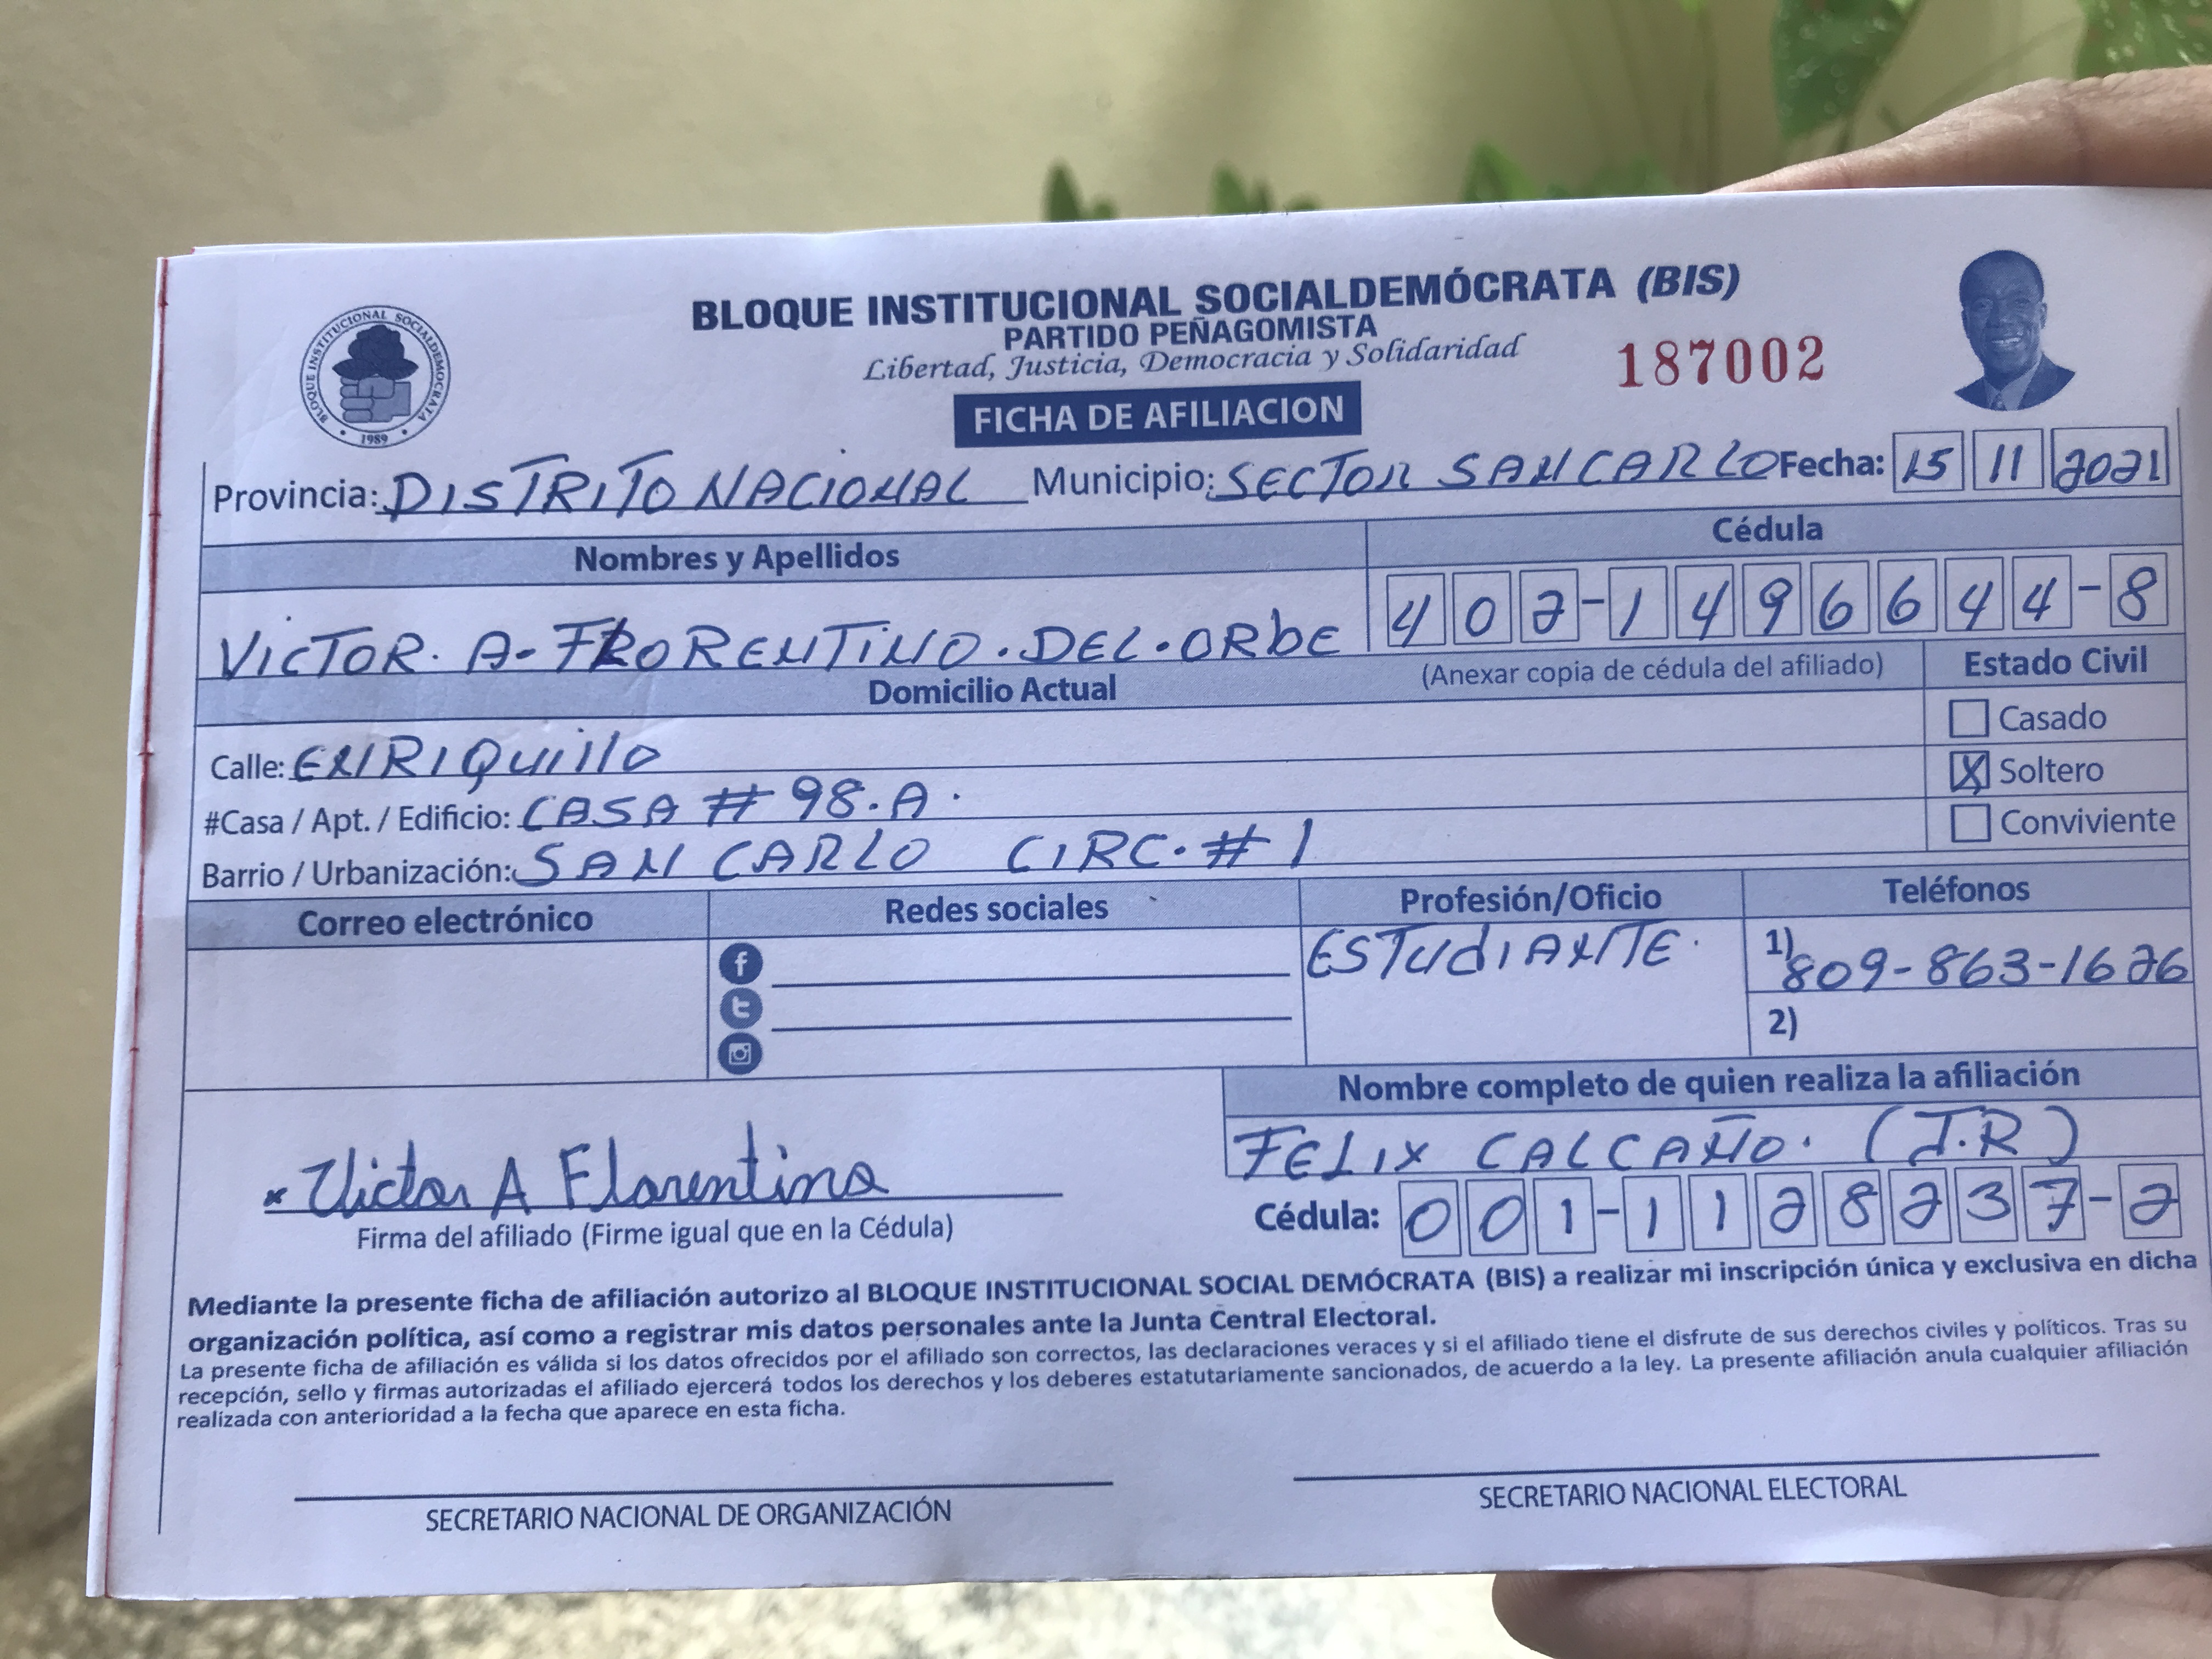 BLOQUE INSTITUCIONAL SOCIALDEMÓCRATA (BIS)
PARTIDO PEÑAGOMISTA
Libertad, Justicia, Democracia y Solidaridad
187002
BLOQUE INSTITUCIONAL SOCIALDEMOCRATA
1989
FICHA DE AFILIACION
Provincia: DISTRITO NACIONAL Municipio: SECTOR SAN CARLO Fecha: 15 11 2021
Nombres y Apellidos Cédula
VICTOR. A-FLORENTINO.DEL.ORBE 402-1496644-8
(Anexar copia de cédula del afiliado) Estado Civil
Domicilio Actual
Casado
Calle: ENRIQUIllO
X Soltero
#Casa / Apt. / Edificio: CASA # 98.A.
Conviviente
Barrio / Urbanización: SAN CARLO CIRC.#1
Correo electrónico Redes sociales Profesión/Oficio Teléfonos
f ESTUdIANTE. 1) 809-863-1626
t 2)
Nombre completo de quien realiza la afiliación
FELIX CALCAÑO. (J.R)
x Victor A Florentino
Cédula: 001-1128237-2
Firma del afiliado (Firme igual que en la Cédula)
Mediante la presente ficha de afiliación autorizo al BLOQUE INSTITUCIONAL SOCIAL DEMÓCRATA (BIS) a realizar mi inscripción única y exclusiva en dicha
organización política, así como a registrar mis datos personales ante la Junta Central Electoral.
La presente ficha de afiliación es válida si los datos ofrecidos por el afiliado son correctos, las declaraciones veraces y si el afiliado tiene el disfrute de sus derechos civiles y políticos. Tras su
recepción, sello y firmas autorizadas el afiliado ejercerá todos los derechos y los deberes estatutariamente sancionados, de acuerdo a la ley. La presente afiliación anula cualquier afiliación
realizada con anterioridad a la fecha que aparece en esta ficha.
SECRETARIO NACIONAL DE ORGANIZACIÓN SECRETARIO NACIONAL ELECTORAL